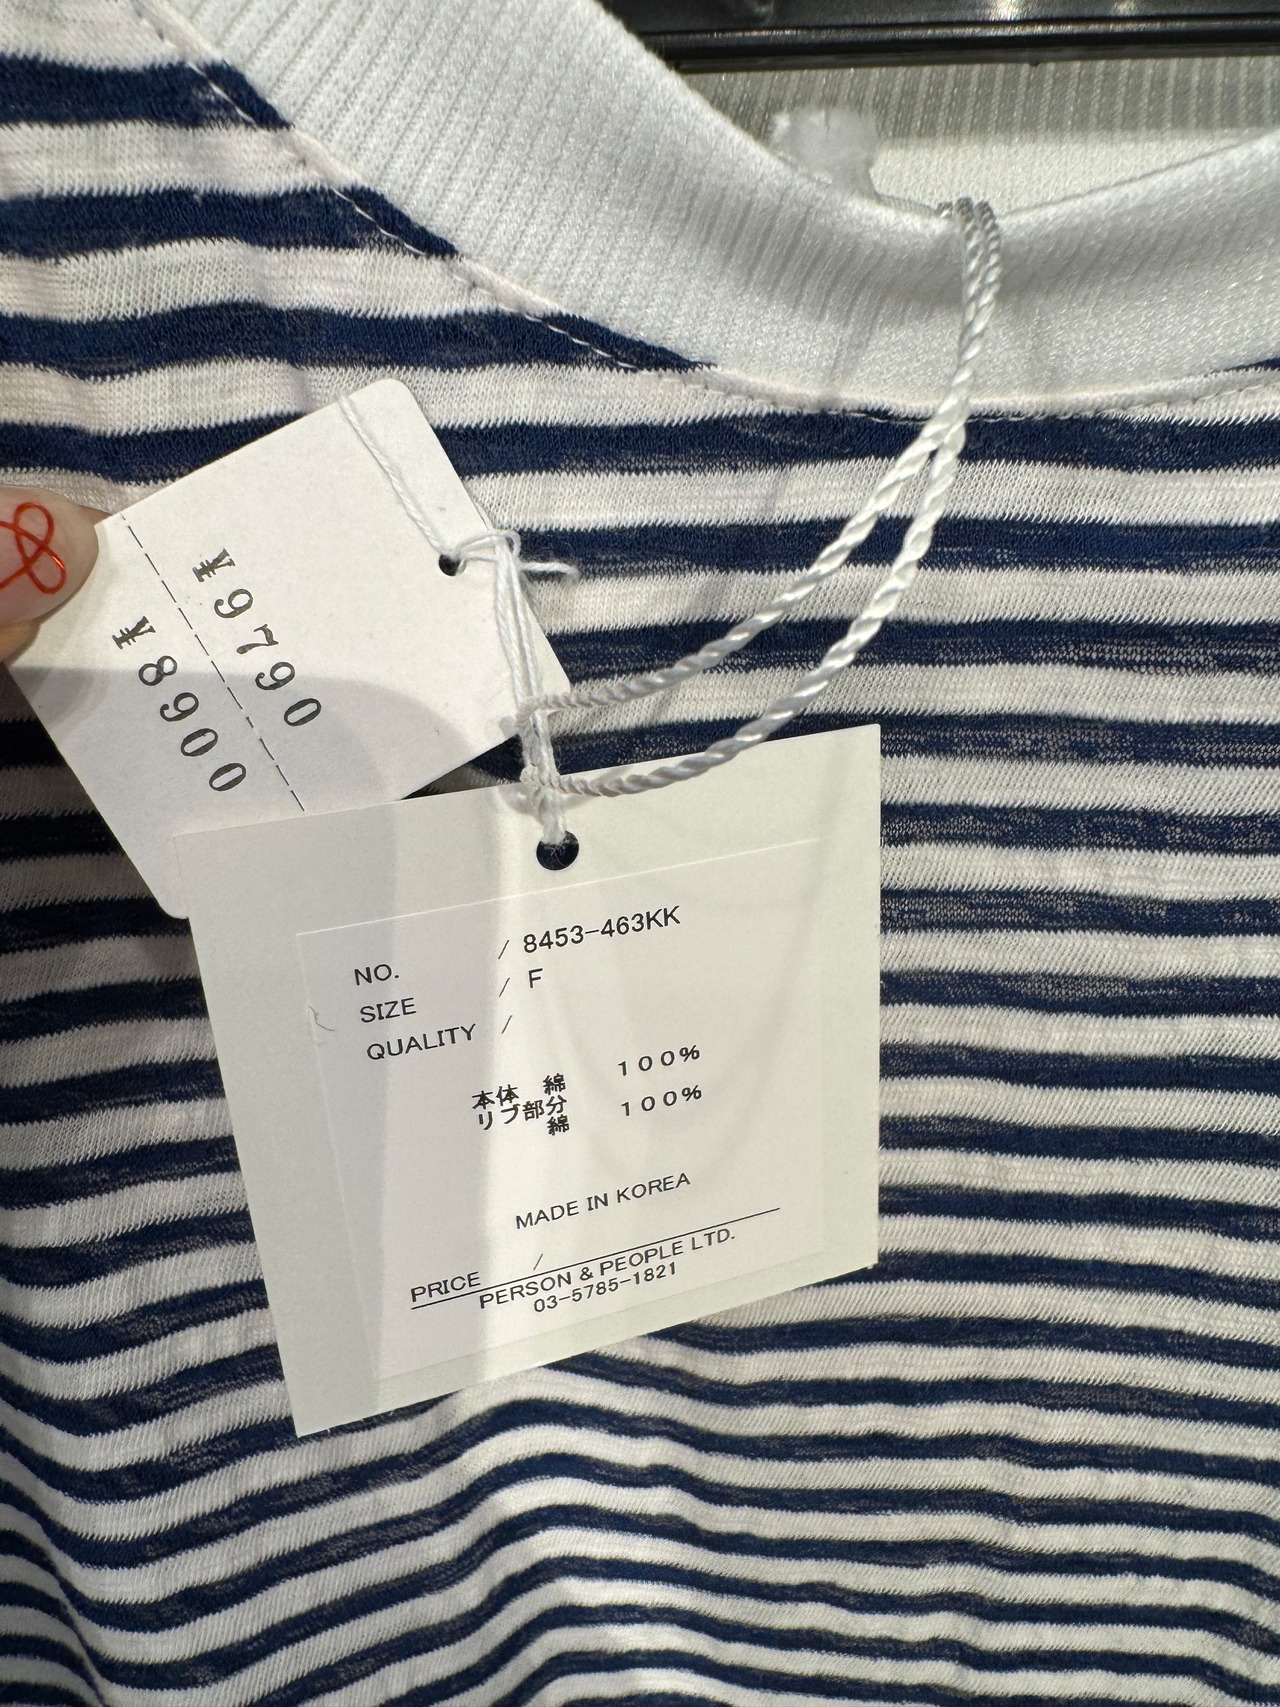 ¥9790
¥8900
NO. / 8453-463KK
SIZE / F
QUALITY /
本体 綿 100%
リブ部分
綿 100%
MADE IN KOREA
PRICE /
PERSON & PEOPLE LTD.
03-5785-1821